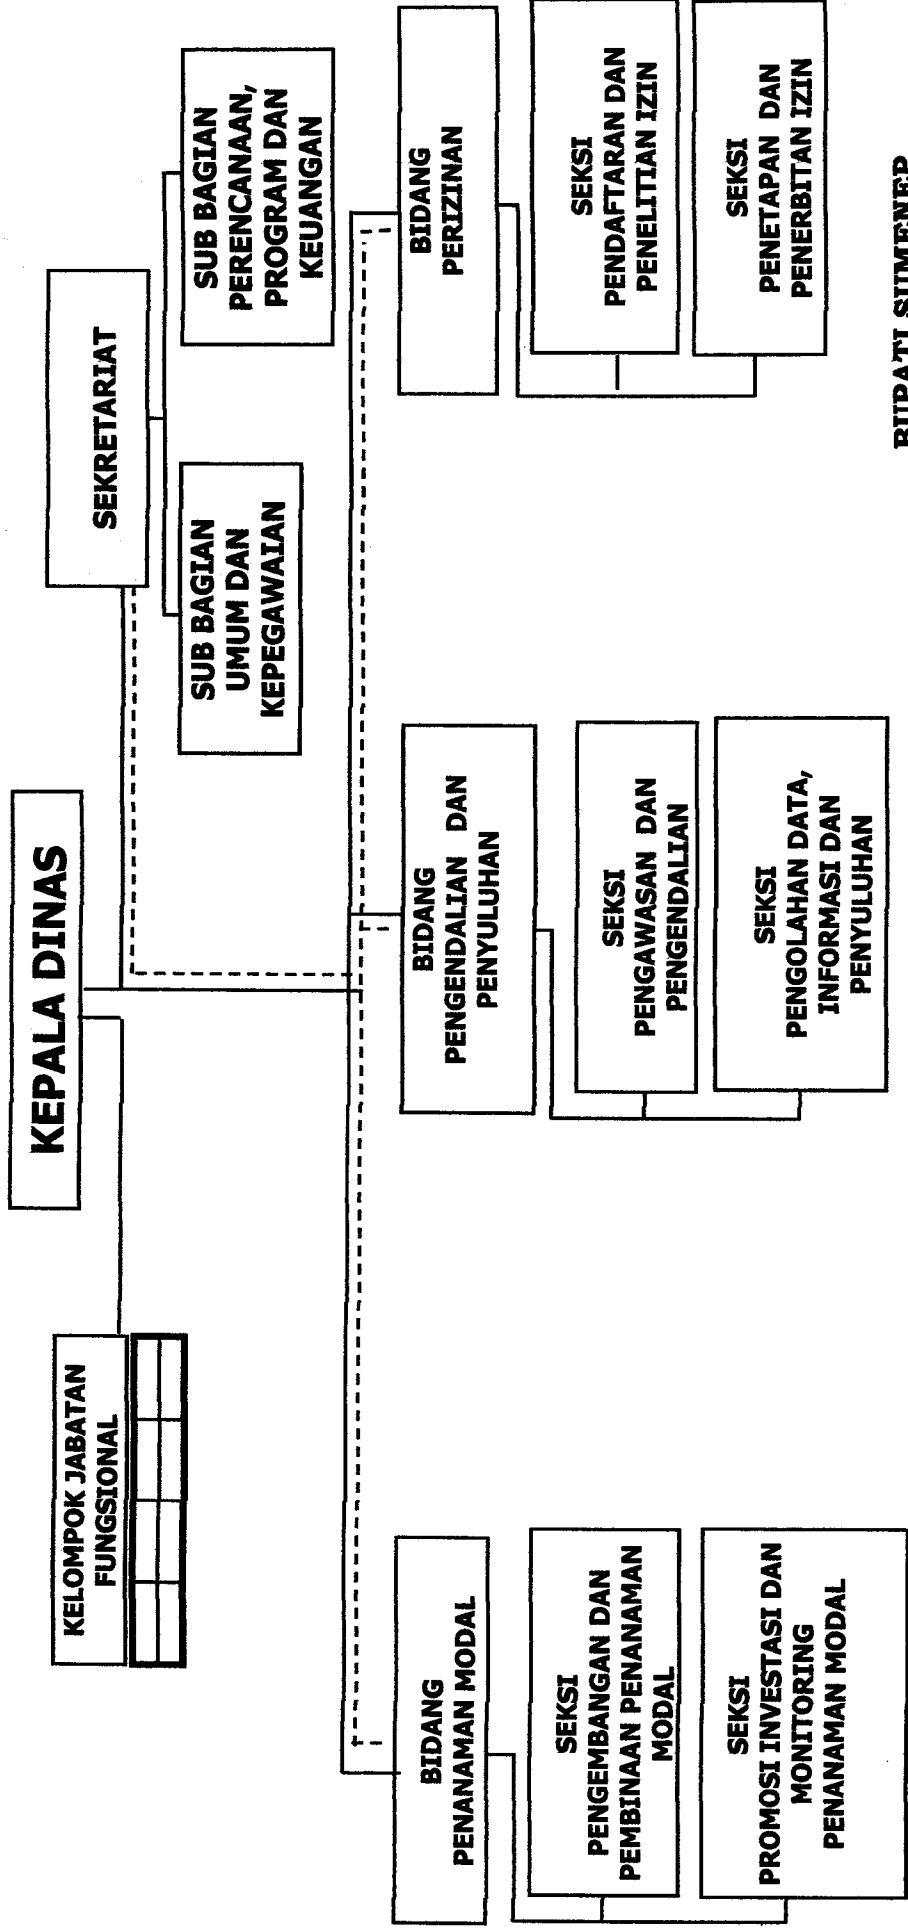 KEPALA DINAS
KELOMPOK JABATAN
FUNGSIONAL
SEKRETARIAT
SUB BAGIAN
UMUM DAN
KEPEGAWAIAN
SUB BAGIAN
PERENCANAAN,
PROGRAM DAN
KEUANGAN
BIDANG
PENANAMAN MODAL
SEKSI
PENGEMBANGAN DAN
PEMBINAAN PENANAMAN
MODAL
SEKSI
PROMOSI INVESTASI DAN
MONITORING
PENANAMAN MODAL
BIDANG
PENGENDALIAN DAN
PENYULUHAN
SEKSI
PENGAWASAN DAN
PENGENDALIAN
SEKSI
PENGOLAHAN DATA,
INFORMASI DAN
PENYULUHAN
BIDANG
PERIZINAN
SEKSI
PENDAFTARAN DAN
PENELITIAN IZIN
SEKSI
PENETAPAN DAN
PENERBITAN IZIN
BUPATI SUMENEP